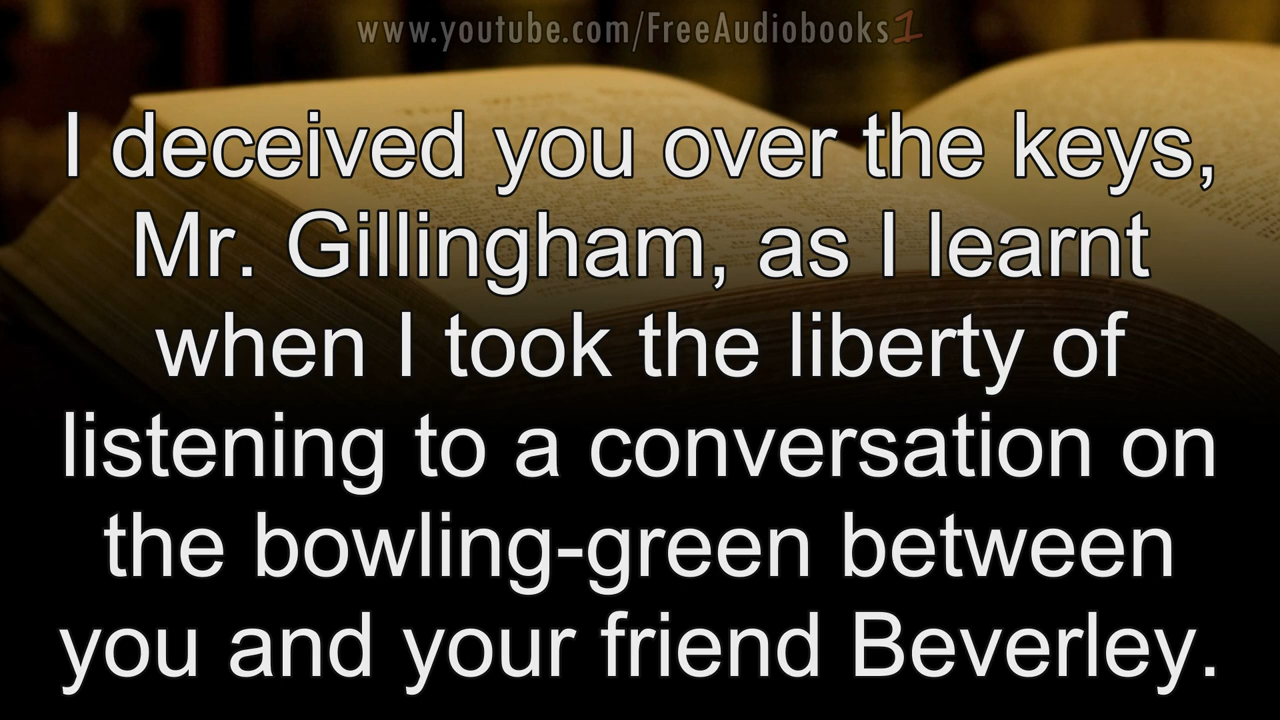 www.youtube.com/FreeAudiobooks1
I deceived you over the keys,
Mr. Gillingham, as I learnt
when I took the liberty of
listening to a conversation on
the bowling-green between
you and your friend Beverley.